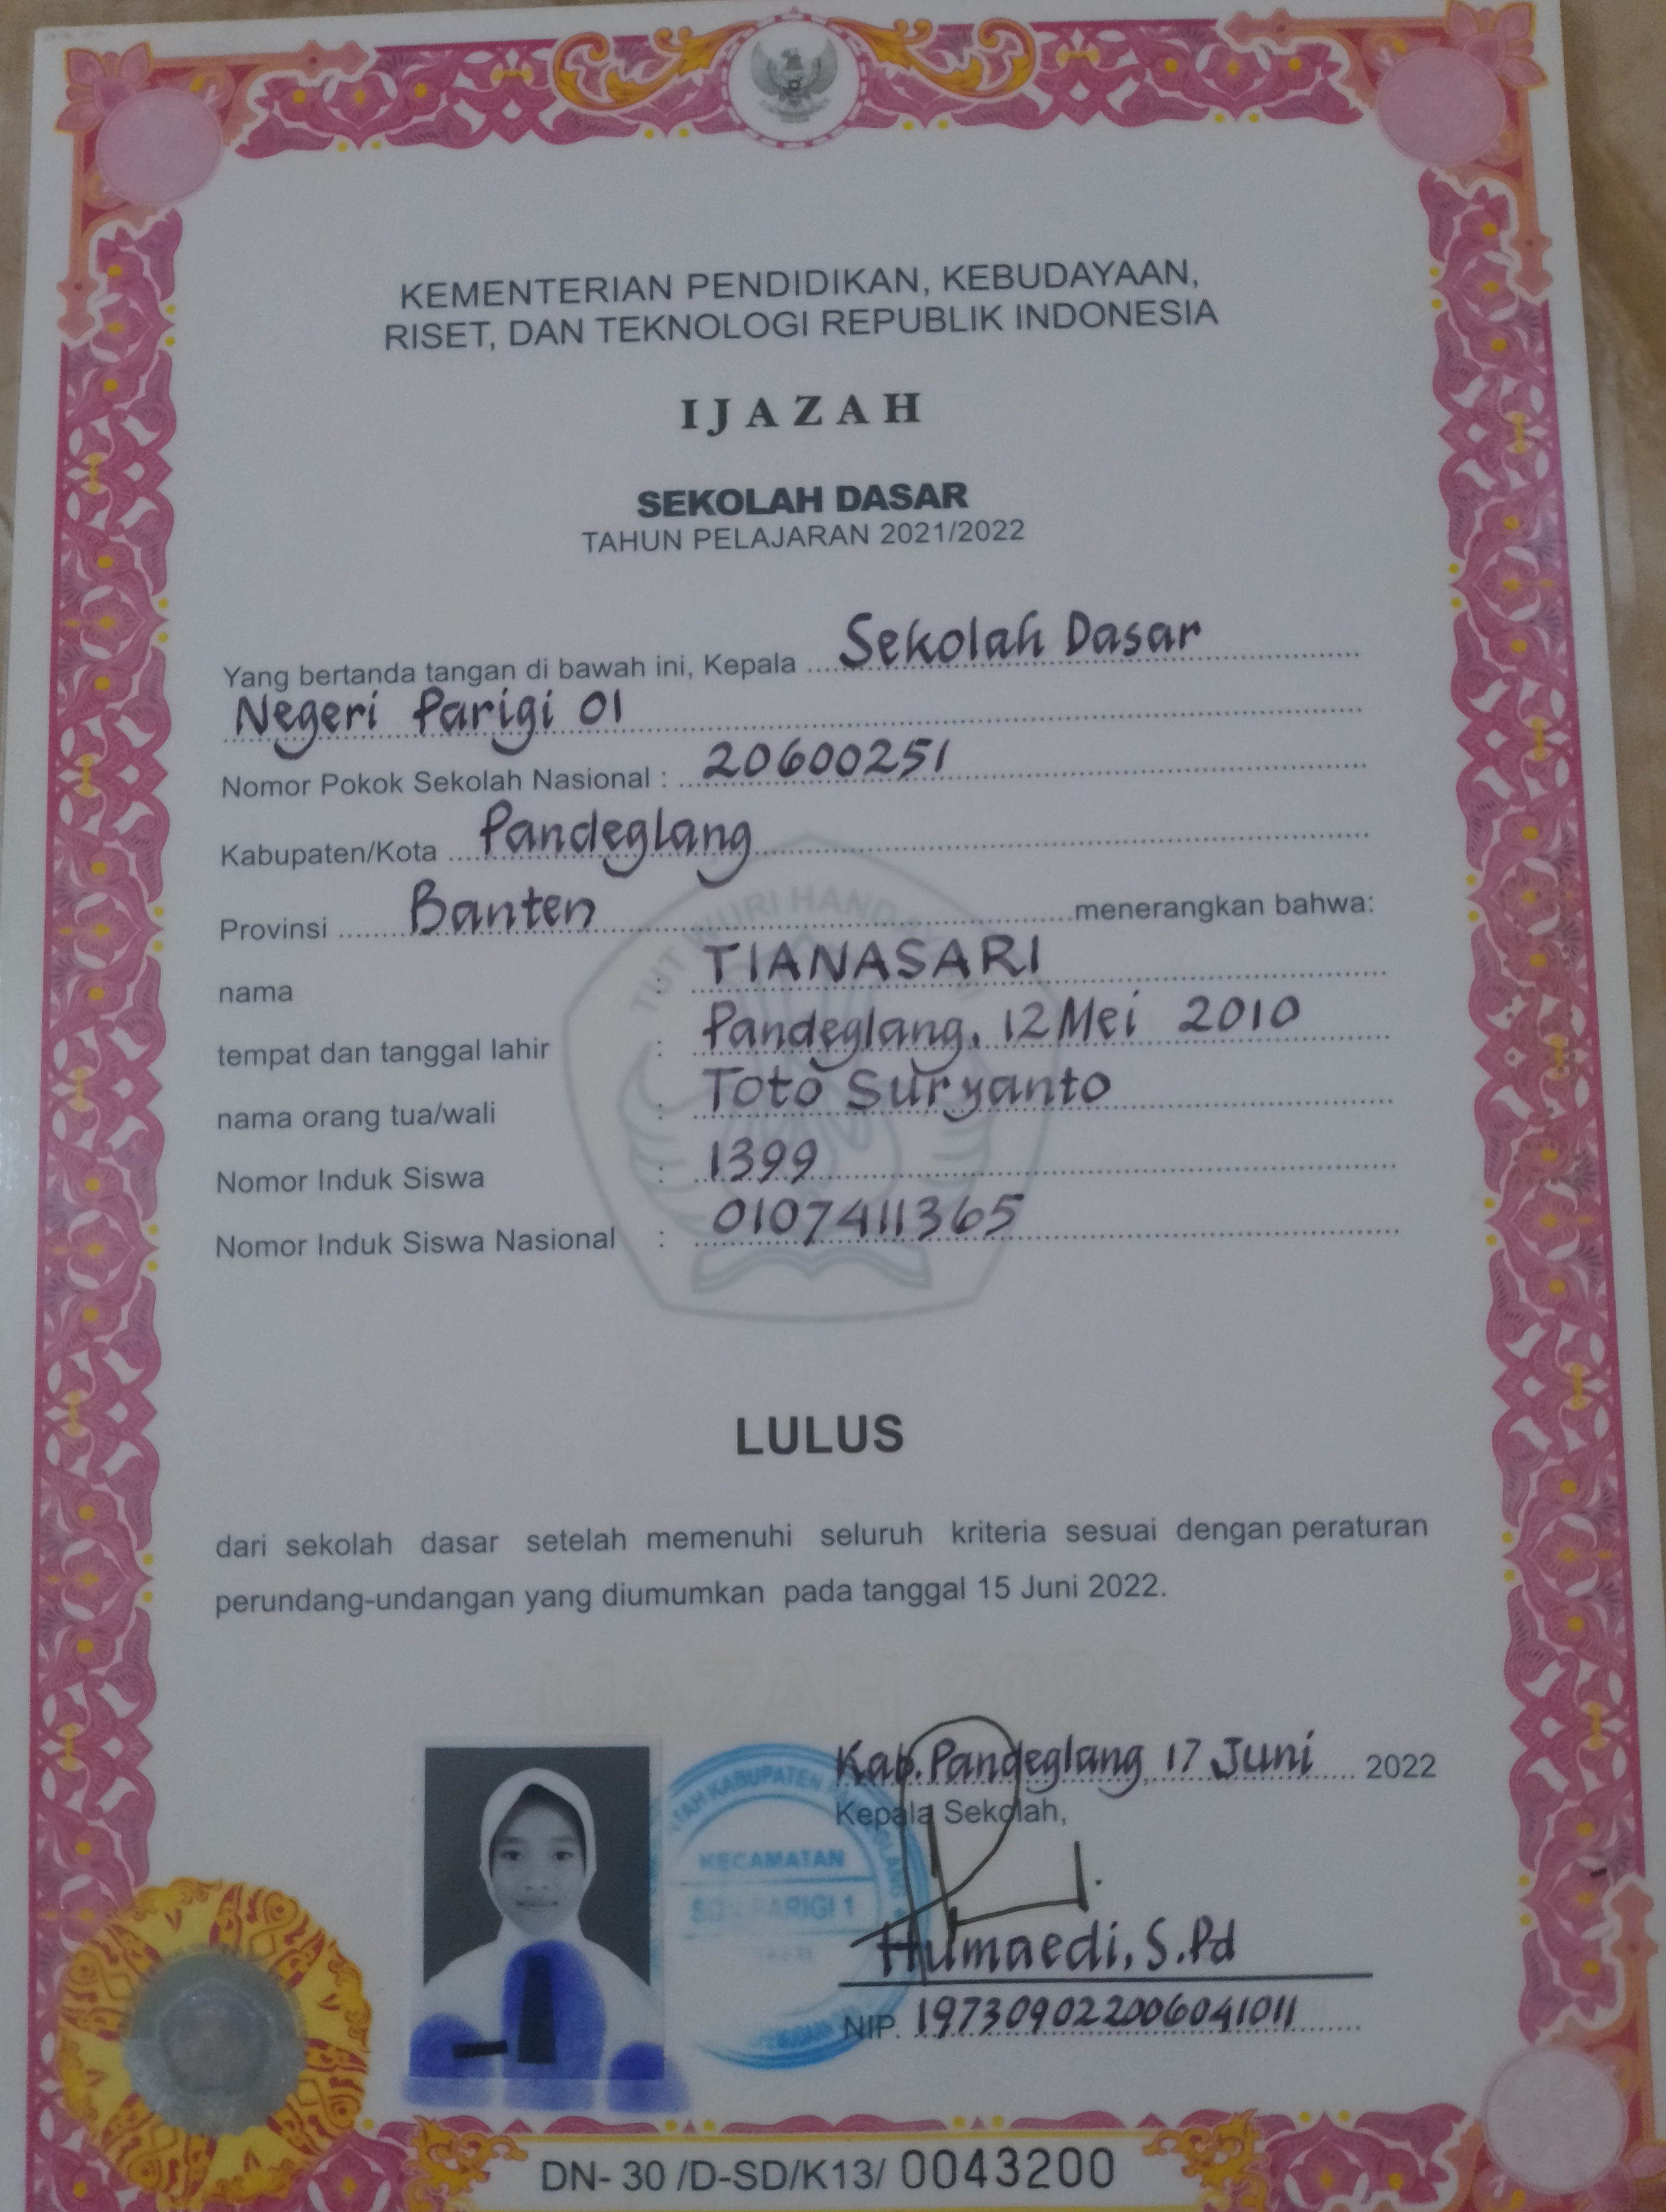 KEMENTERIAN PENDIDIKAN, KEBUDAYAAN,
RISET, DAN TEKNOLOGI REPUBLIK INDONESIA
IJAZAH
SEKOLAH DASAR
TAHUN PELAJARAN 2021/2022
Yang bertanda tangan di bawah ini, Kepala Sekolah Dasar
Negeri Parigi 01
Nomor Pokok Sekolah Nasional : 20600251
Kabupaten/Kota Pandeglang
Provinsi Banten menerangkan bahwa:
nama : TIANASARI
tempat dan tanggal lahir : Pandeglang, 12 Mei 2010
nama orang tua/wali : Toto Suryanto
Nomor Induk Siswa : 1399
Nomor Induk Siswa Nasional : 0107411365
TUT WURI
LULUS
dari sekolah dasar setelah memenuhi seluruh kriteria sesuai dengan peraturan
perundang-undangan yang diumumkan pada tanggal 15 Juni 2022.
Kab. Pandeglang, 17 Juni 2022
Kepala Sekolah,
KABUPATEN
KECAMATAN
SDN PARIGI 1
Humaedi, S.Pd
NIP. 197309022006041011
DN- 30 /D-SD/K13/ 0043200